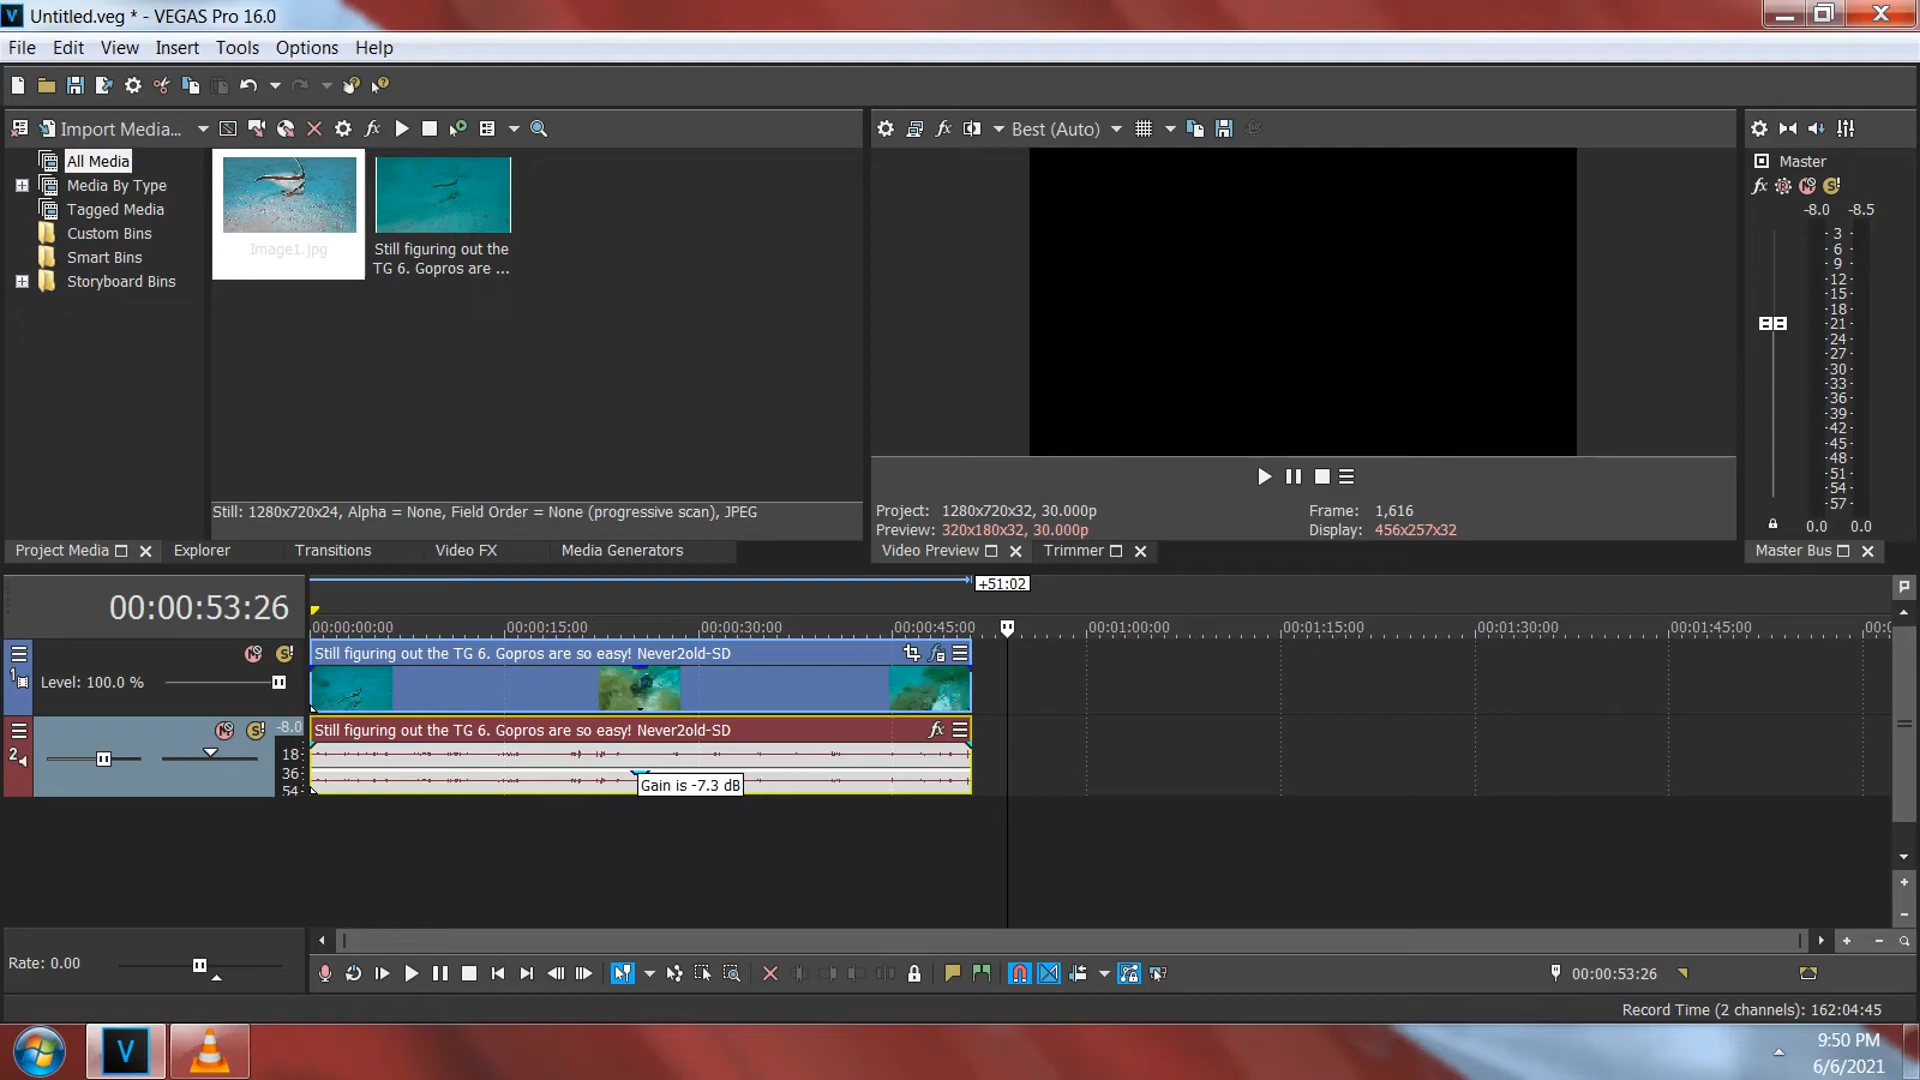 Untitled.veg * - VEGAS Pro 16.0
File Edit View Insert Tools Options Help
Import Media...
Best (Auto)
All Media
Media By Type
Tagged Media
Custom Bins
Smart Bins
Storyboard Bins
Image1.jpg
Still figuring out the
TG 6. Gopros are ...
Master
-8.0 -8.5
3
6
9
-12-
-15-
-18-
-21-
-24-
-27-
-30-
-33-
-36-
-39-
-42-
-45-
-48-
-51-
-54-
-57-
0.0 0.0
Still: 1280x720x24, Alpha = None, Field Order = None (progressive scan), JPEG
Project: 1280x720x32, 30.000p Frame: 1,616
Preview: 320x180x32, 30.000p Display: 456x257x32
Project Media Explorer Transitions Video FX Media Generators
Video Preview Trimmer
Master Bus
00:00:53:26
+51:02
00:00:00:00 00:00:15:00 00:00:30:00 00:00:45:00 00:01:00:00 00:01:15:00 00:01:30:00 00:01:45:00
1
Level: 100.0 %
Still figuring out the TG 6. Gopros are so easy! Never2old-SD
2
-8.0
18
36
54
Still figuring out the TG 6. Gopros are so easy! Never2old-SD
Gain is -7.3 dB
Rate: 0.00
00:00:53:26
Record Time (2 channels): 162:04:45
9:50 PM
6/6/2021